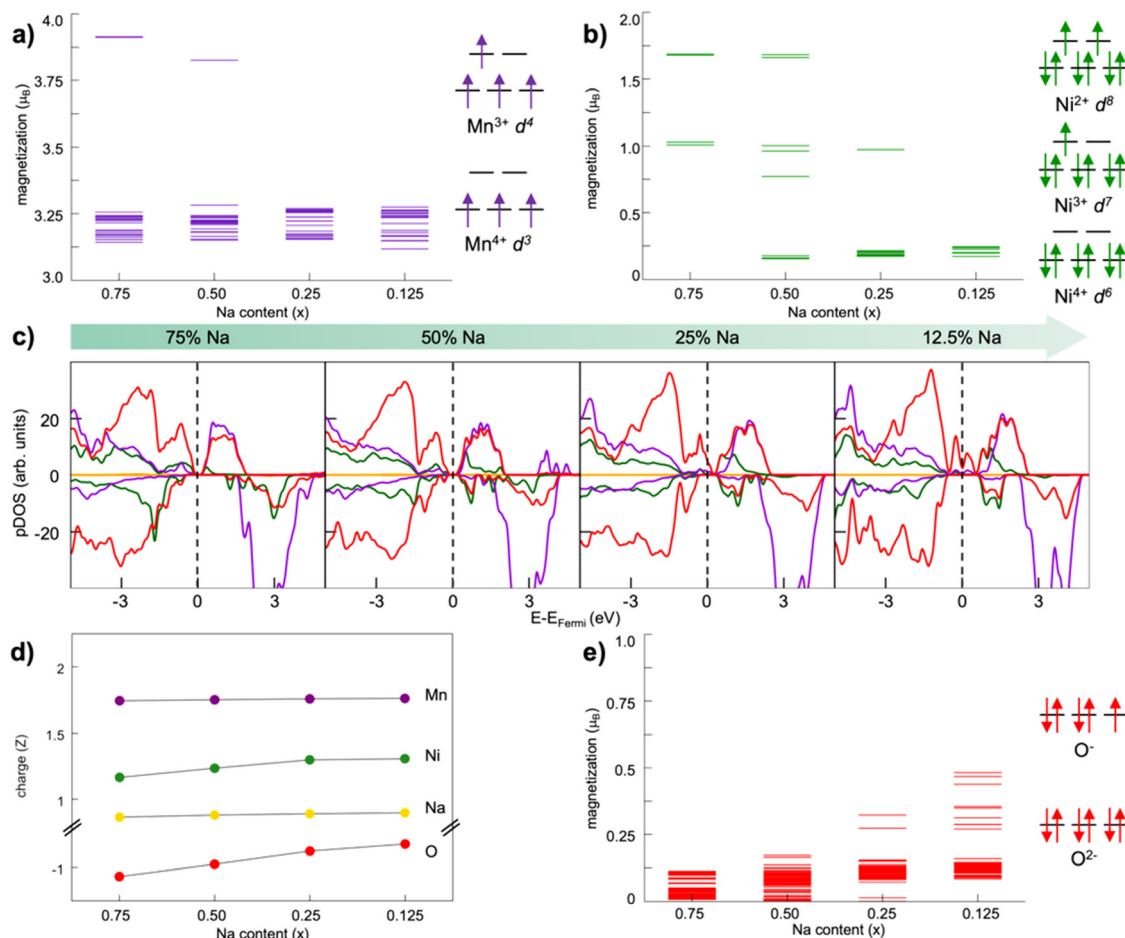 a)
magnetization (μB)
4.0
3.75
3.5
3.25
3.0
0.75 0.50 0.25 0.125
Na content (x)
Mn3+ d4
Mn4+ d3
b)
magnetization (μB)
2.0
1.5
1.0
0.5
0
0.75 0.50 0.25 0.125
Na content (x)
Ni2+ d8
Ni3+ d7
Ni4+ d6
c)
75% Na 50% Na 25% Na 12.5% Na
pDOS (arb. units)
20
0
-20
-3 0 3 -3 0 3 -3 0 3 -3 0 3
E-EFermi (eV)
d)
charge (Z)
2
1.5
1
-1
Mn
Ni
Na
O
0.75 0.50 0.25 0.125
Na content (x)
e)
magnetization (μB)
1.0
0.75
0.5
0.25
0
0.75 0.50 0.25 0.125
Na content (x)
O-
O2-